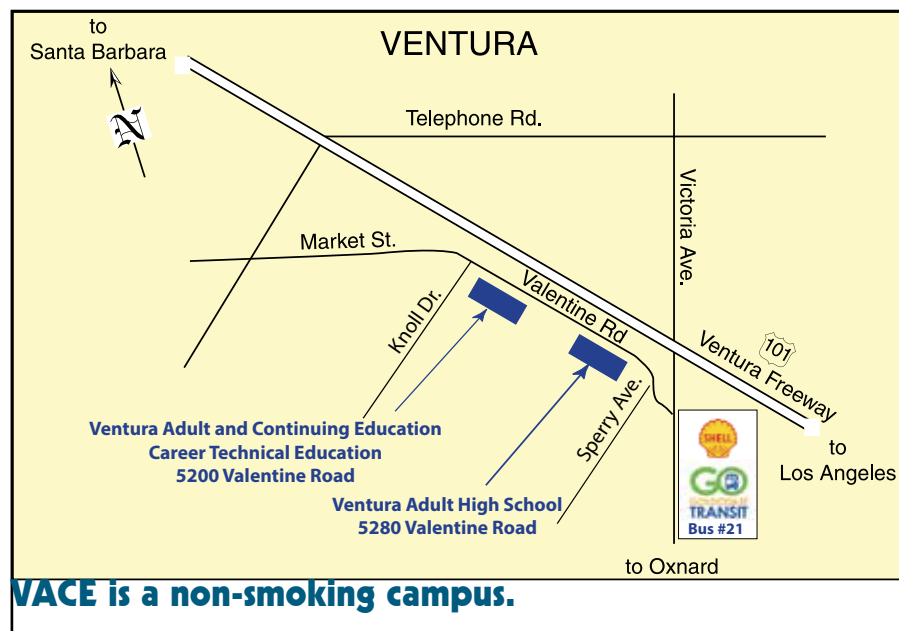 to
Santa Barbara
VENTURA
N
Telephone Rd.
Victoria Ave.
Market St.
Knoll Dr.
Valentine Rd
101
Ventura Freeway
Sperry Ave.
Ventura Adult and Continuing Education
Career Technical Education
5200 Valentine Road
Ventura Adult High School
5280 Valentine Road
SHELL
GO
GOLD COAST
TRANSIT
Bus #21
to
Los Angeles
to Oxnard
VACE is a non-smoking campus.